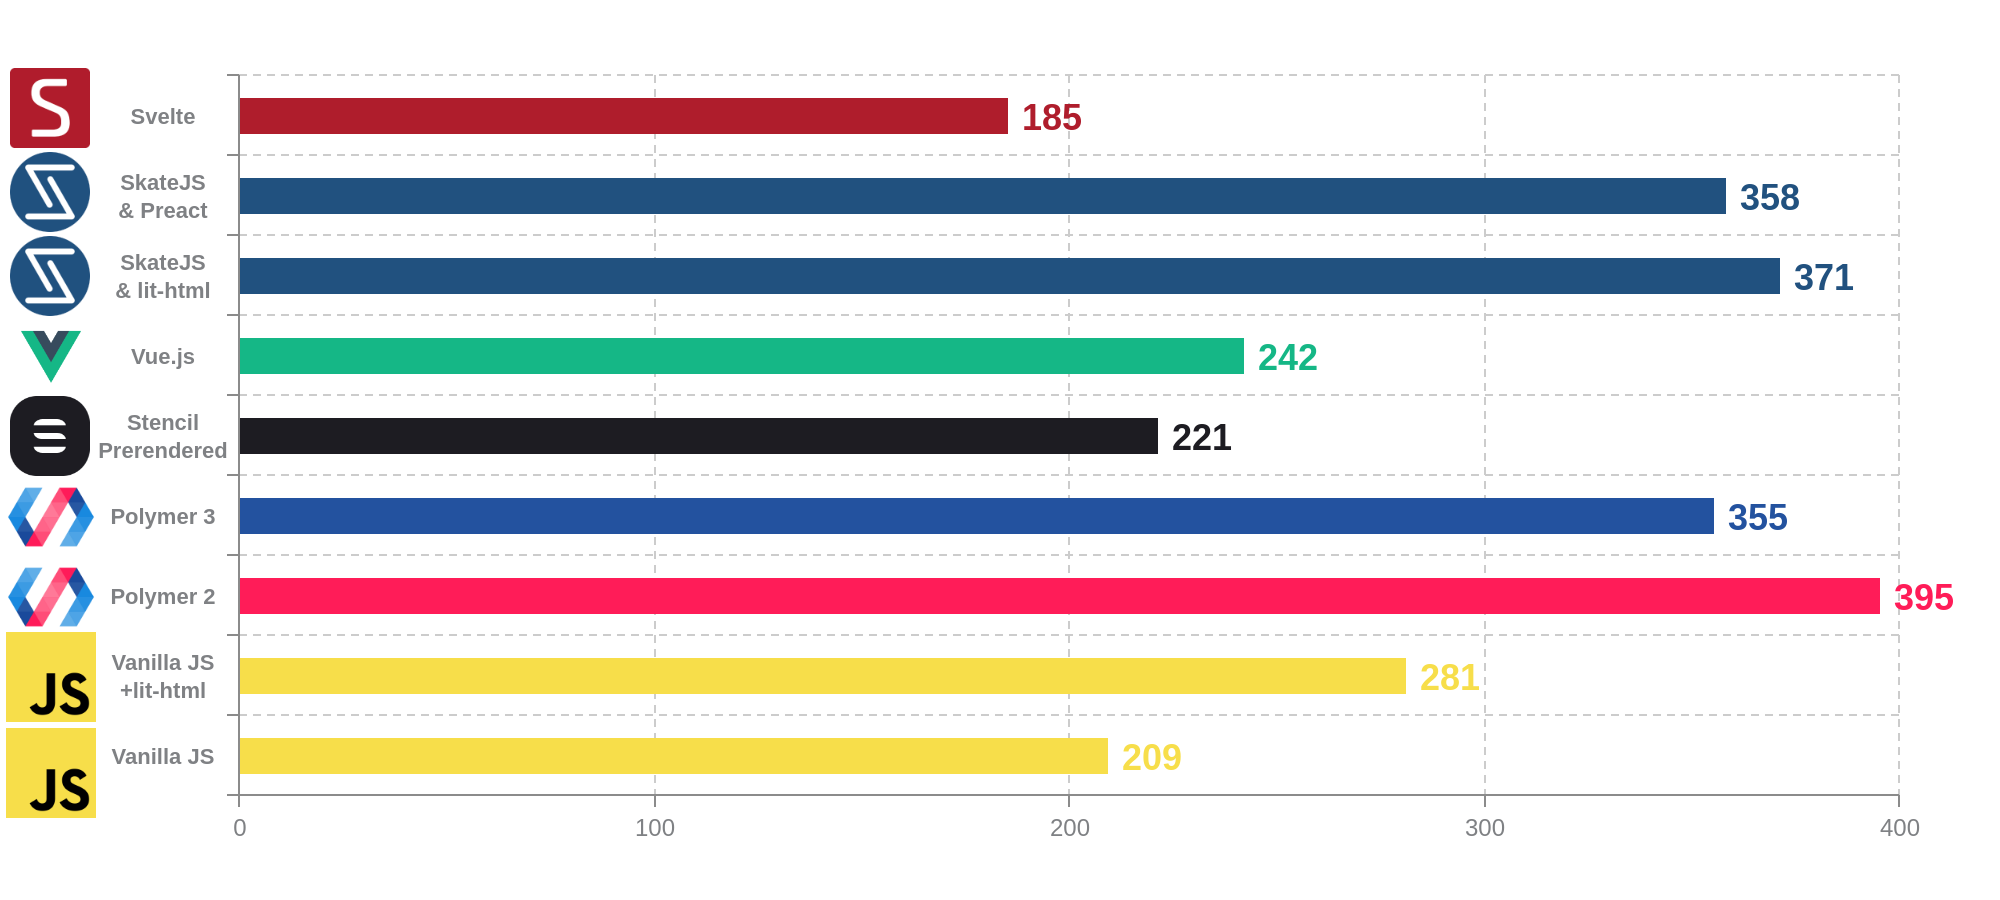 Svelte
185
SkateJS
& Preact
358
SkateJS
& lit-html
371
Vue.js
242
Stencil
Prerendered
221
Polymer 3
355
Polymer 2
395
JS
Vanilla JS
+lit-html
281
JS
Vanilla JS
209
0 100 200 300 400